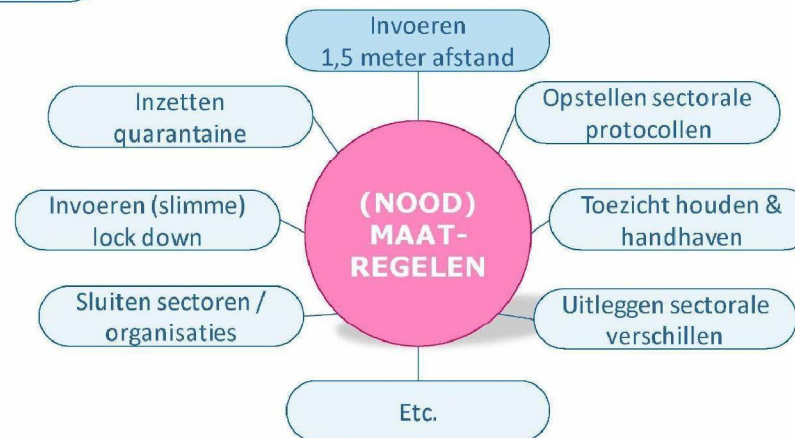 Invoeren
1,5 meter afstand
Inzetten
quarantaine
Opstellen sectorale
protocollen
Invoeren (slimme)
lock down
(NOOD)
MAAT-
REGELEN
Toezicht houden &
handhaven
Sluiten sectoren /
organisaties
Uitleggen sectorale
verschillen
Etc.